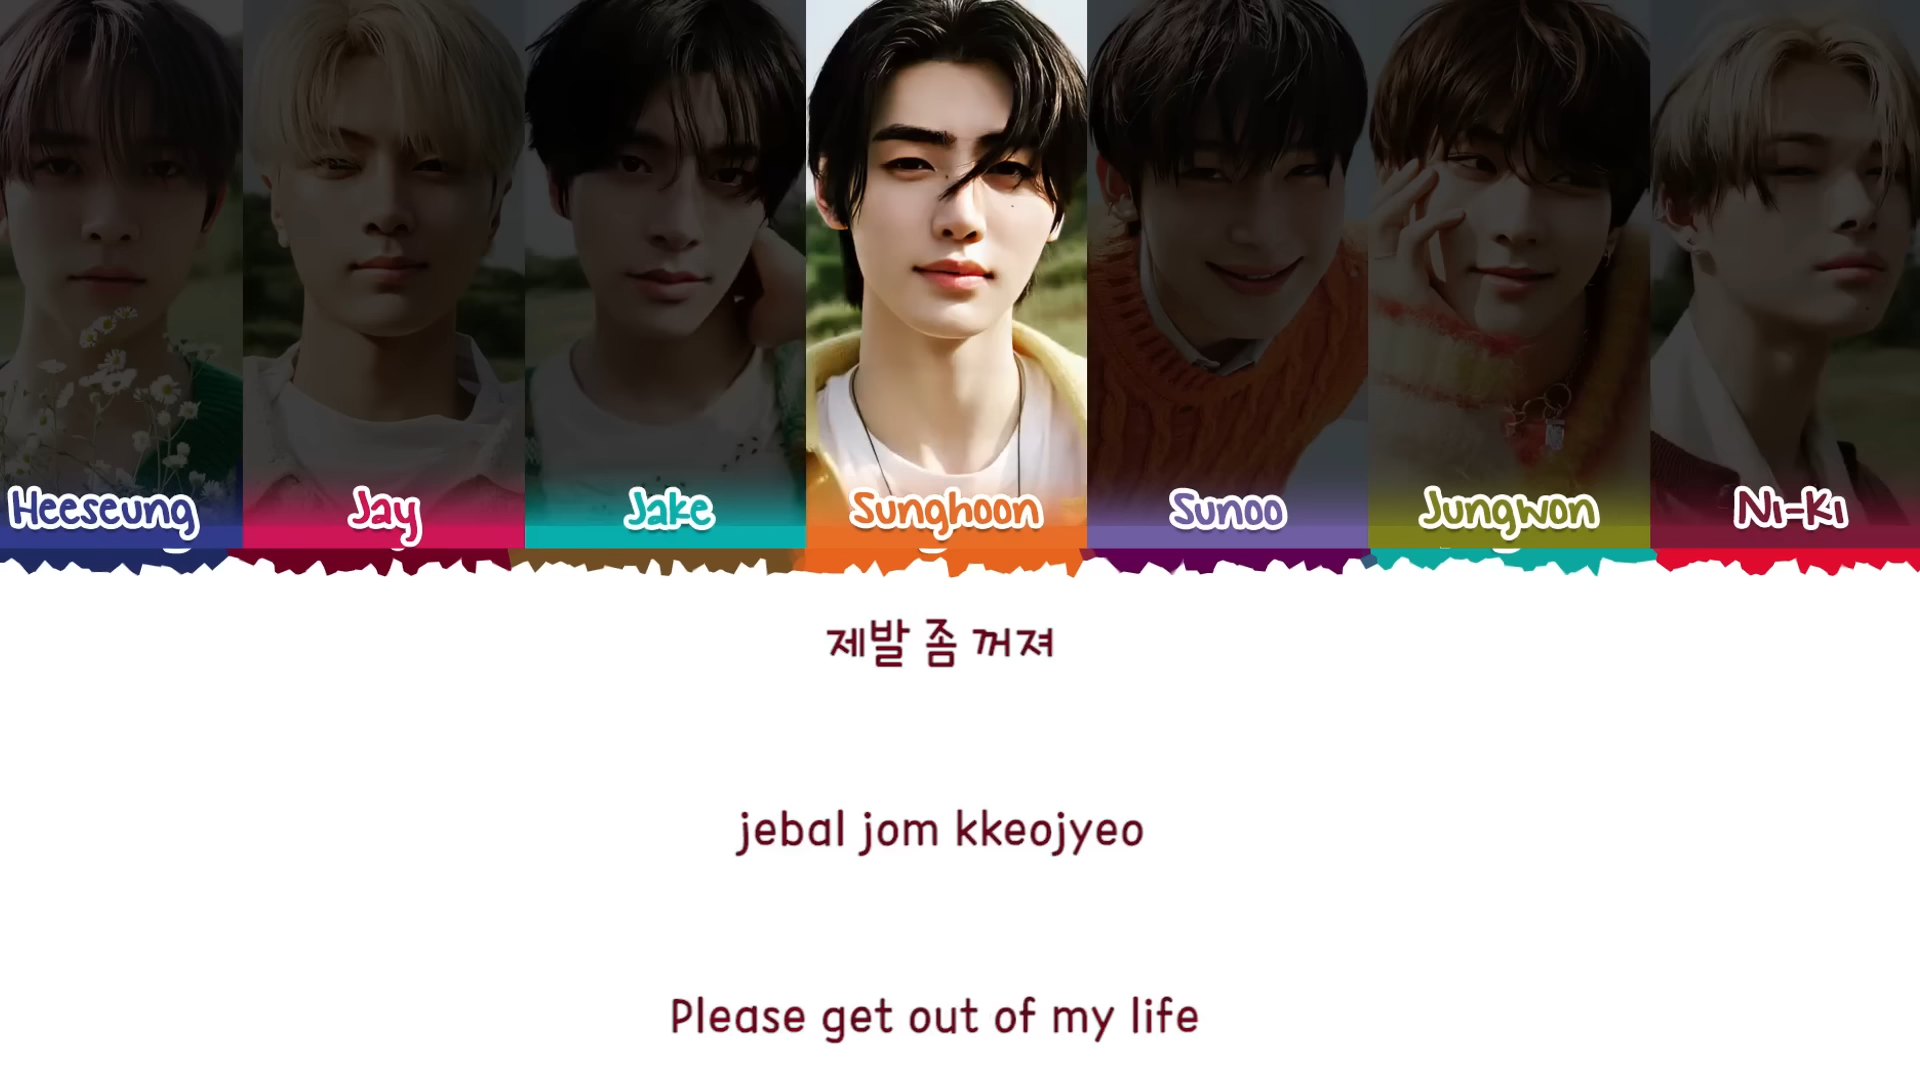 Heeseung Jay Jake Sunghoon Sunoo Jungwon Ni-Ki
제발 좀 꺼져
jebal jom kkeojyeo
Please get out of my life